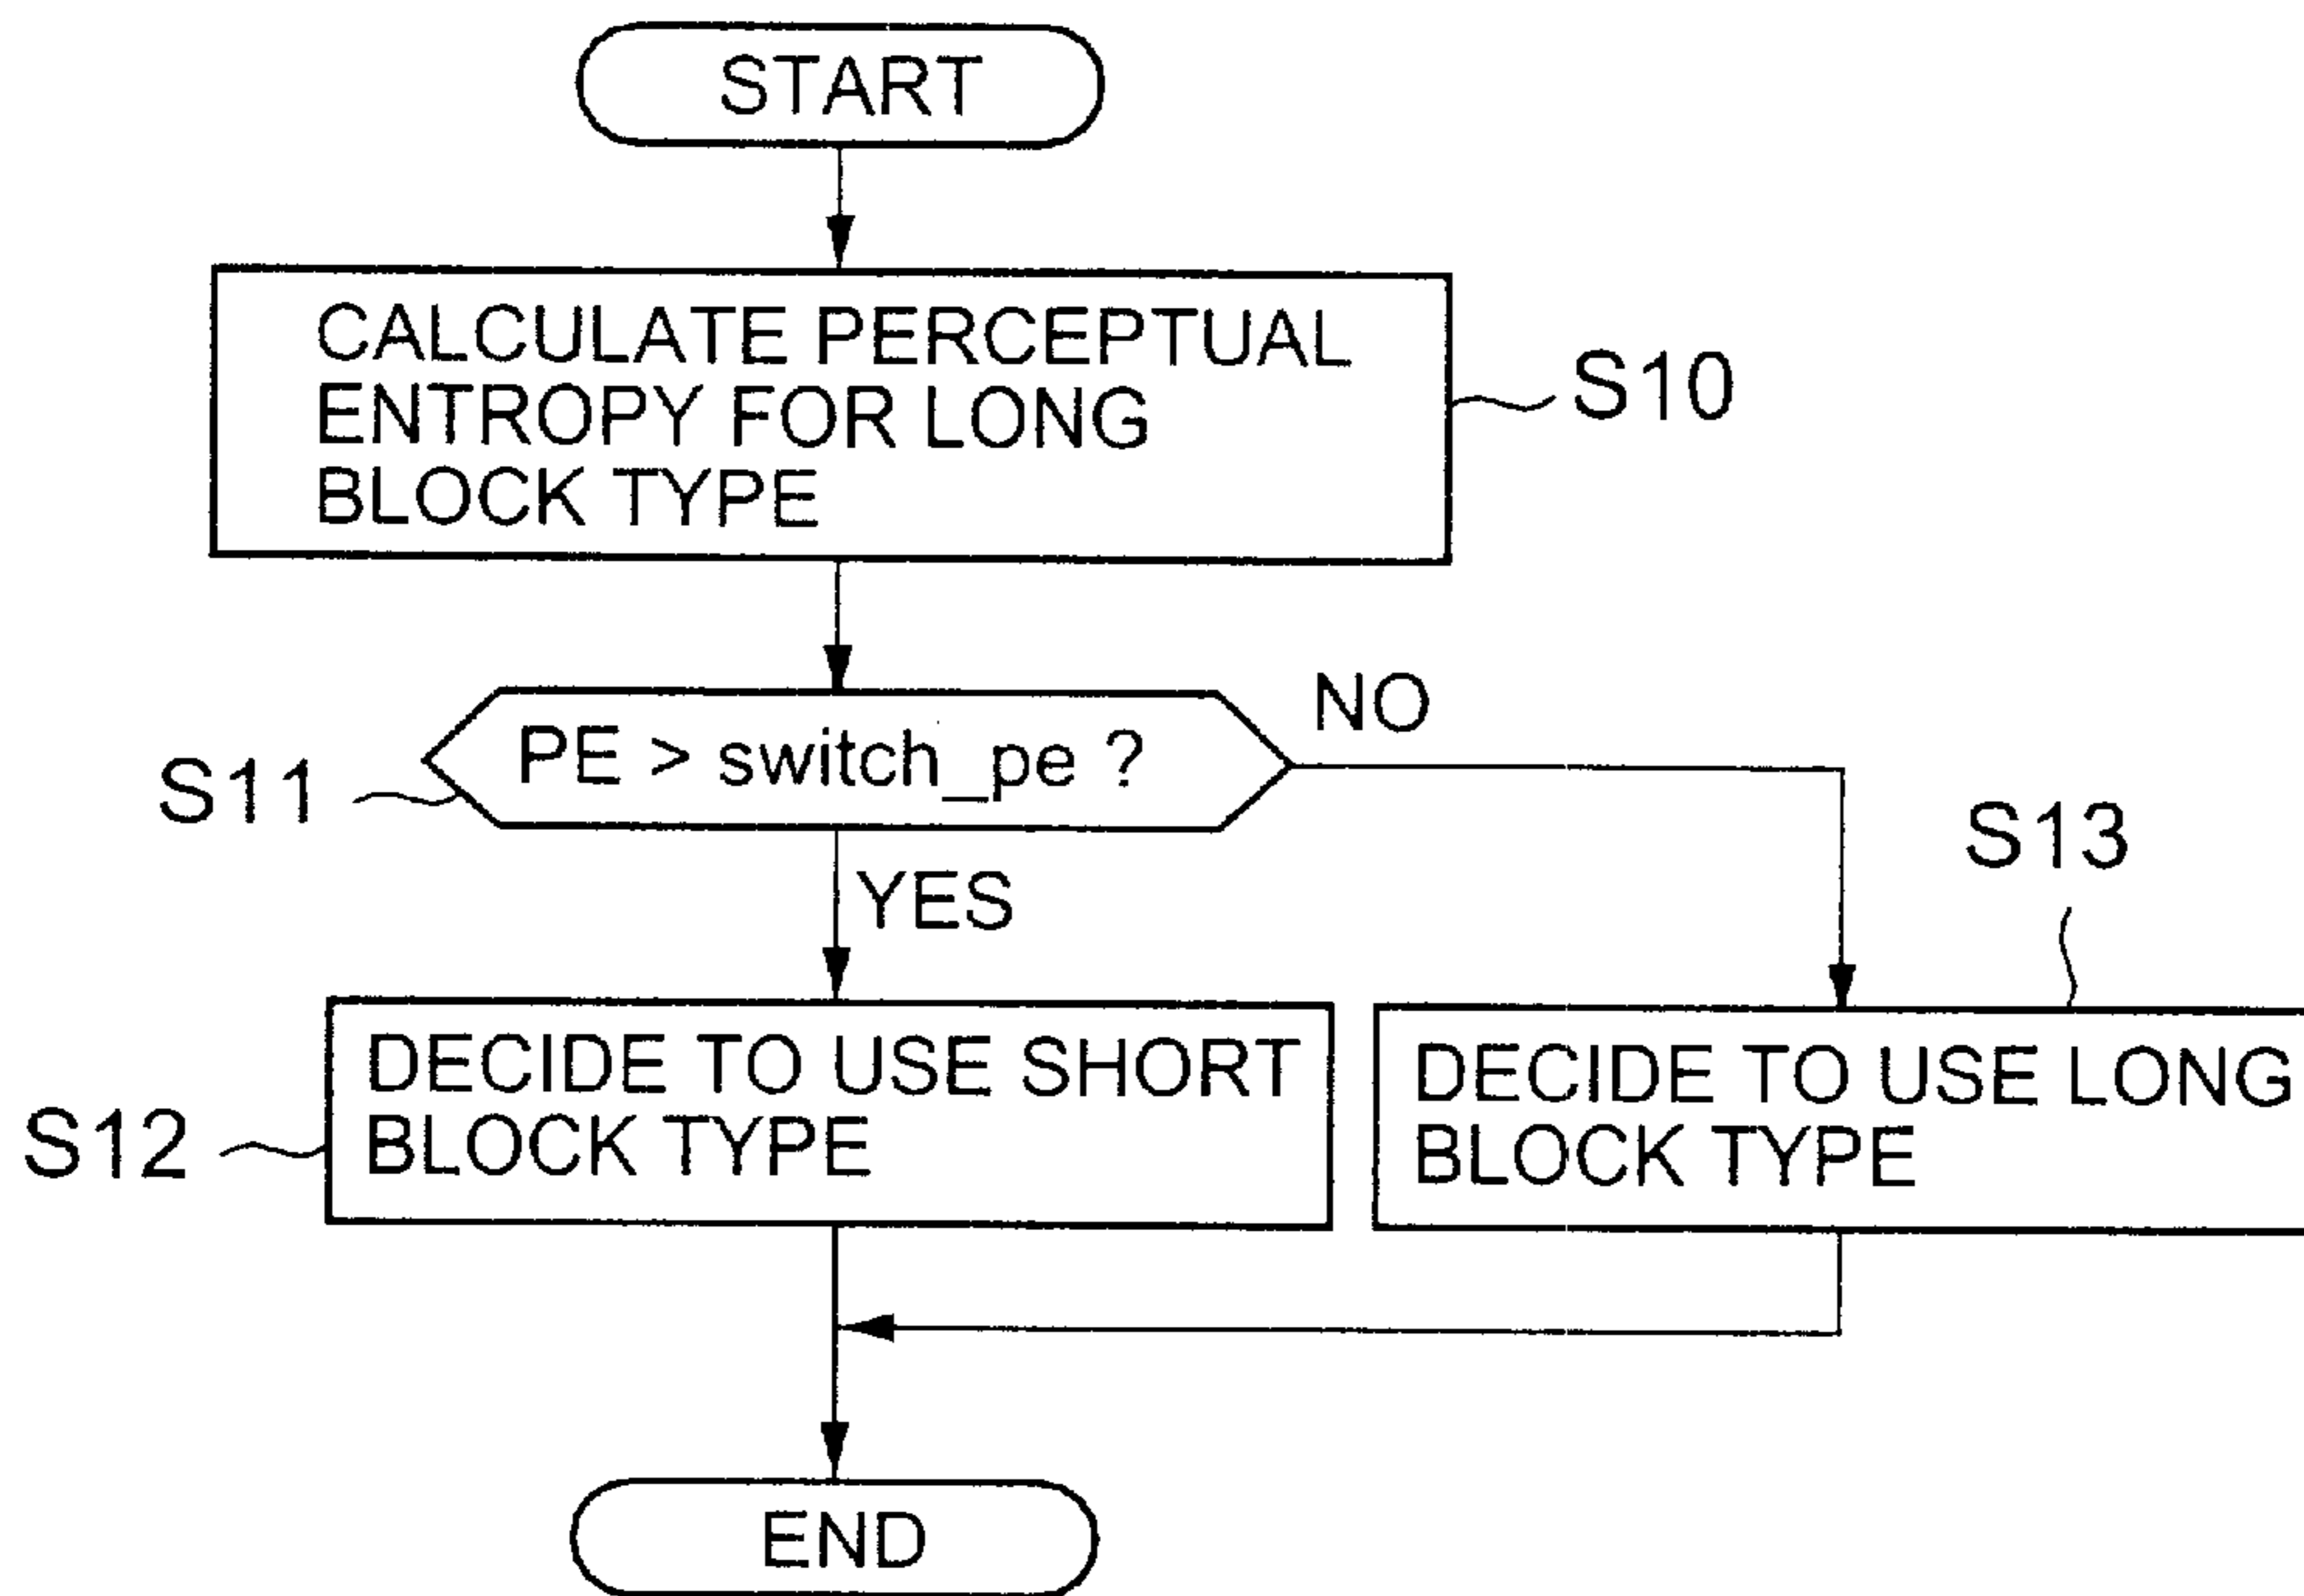 START
CALCULATE PERCEPTUAL
ENTROPY FOR LONG
BLOCK TYPE
S10
PE > switch_pe ?
NO
S11
YES
S13
DECIDE TO USE SHORT
BLOCK TYPE
S12
DECIDE TO USE LONG
BLOCK TYPE
END